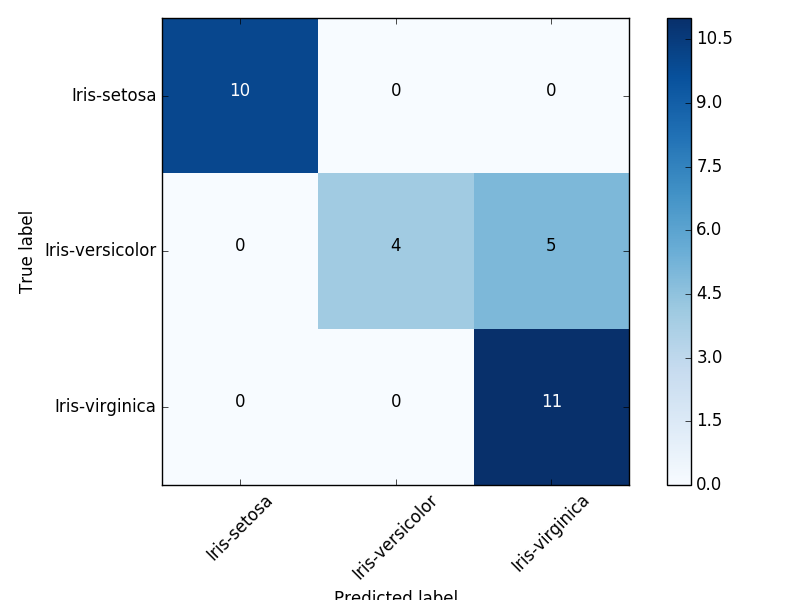 10.5
Iris-setosa 10 0 0
9.0
7.5
6.0
True label
Iris-versicolor 0 4 5
4.5
3.0
Iris-virginica 0 0 11
1.5
0.0
Iris-setosa Iris-versicolor Iris-virginica
Predicted label